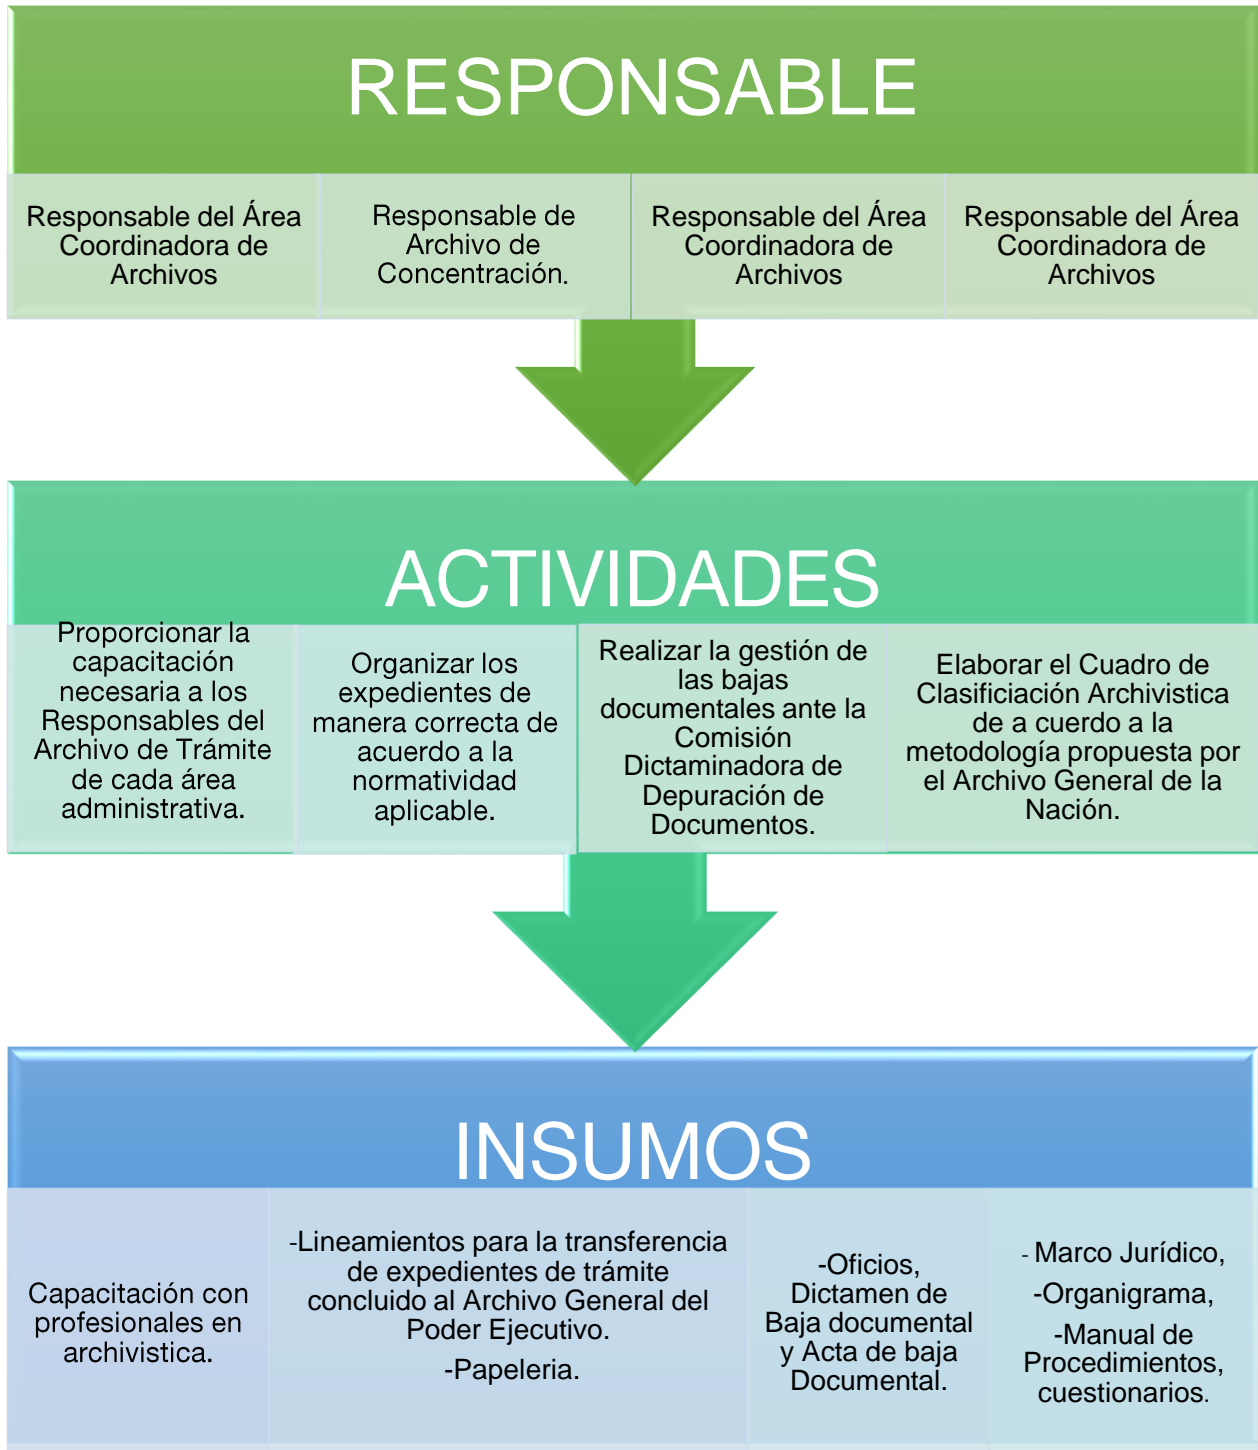 RESPONSABLE
Responsable del Área
Coordinadora de
Archivos
Responsable de
Archivo de
Concentración.
Responsable del Área
Coordinadora de
Archivos
Responsable del Área
Coordinadora de
Archivos
ACTIVIDADES
Proporcionar la
capacitación
necesaria a los
Responsables del
Archivo de Trámite
de cada área
administrativa.
Organizar los
expedientes de
manera correcta de
acuerdo a la
normatividad
aplicable.
Realizar la gestión de
las bajas
documentales ante la
Comisión
Dictaminadora de
Depuración de
Documentos.
Elaborar el Cuadro de
Clasificiación Archivistica
de a cuerdo a la
metodología propuesta por
el Archivo General de la
Nación.
INSUMOS
Capacitación con
profesionales en
archivistica.
-Lineamientos para la transferencia
de expedientes de trámite
concluido al Archivo General del
Poder Ejecutivo.
-Papeleria.
-Oficios,
Dictamen de
Baja documental
y Acta de baja
Documental.
- Marco Jurídico,
-Organigrama,
-Manual de
Procedimientos,
cuestionarios.